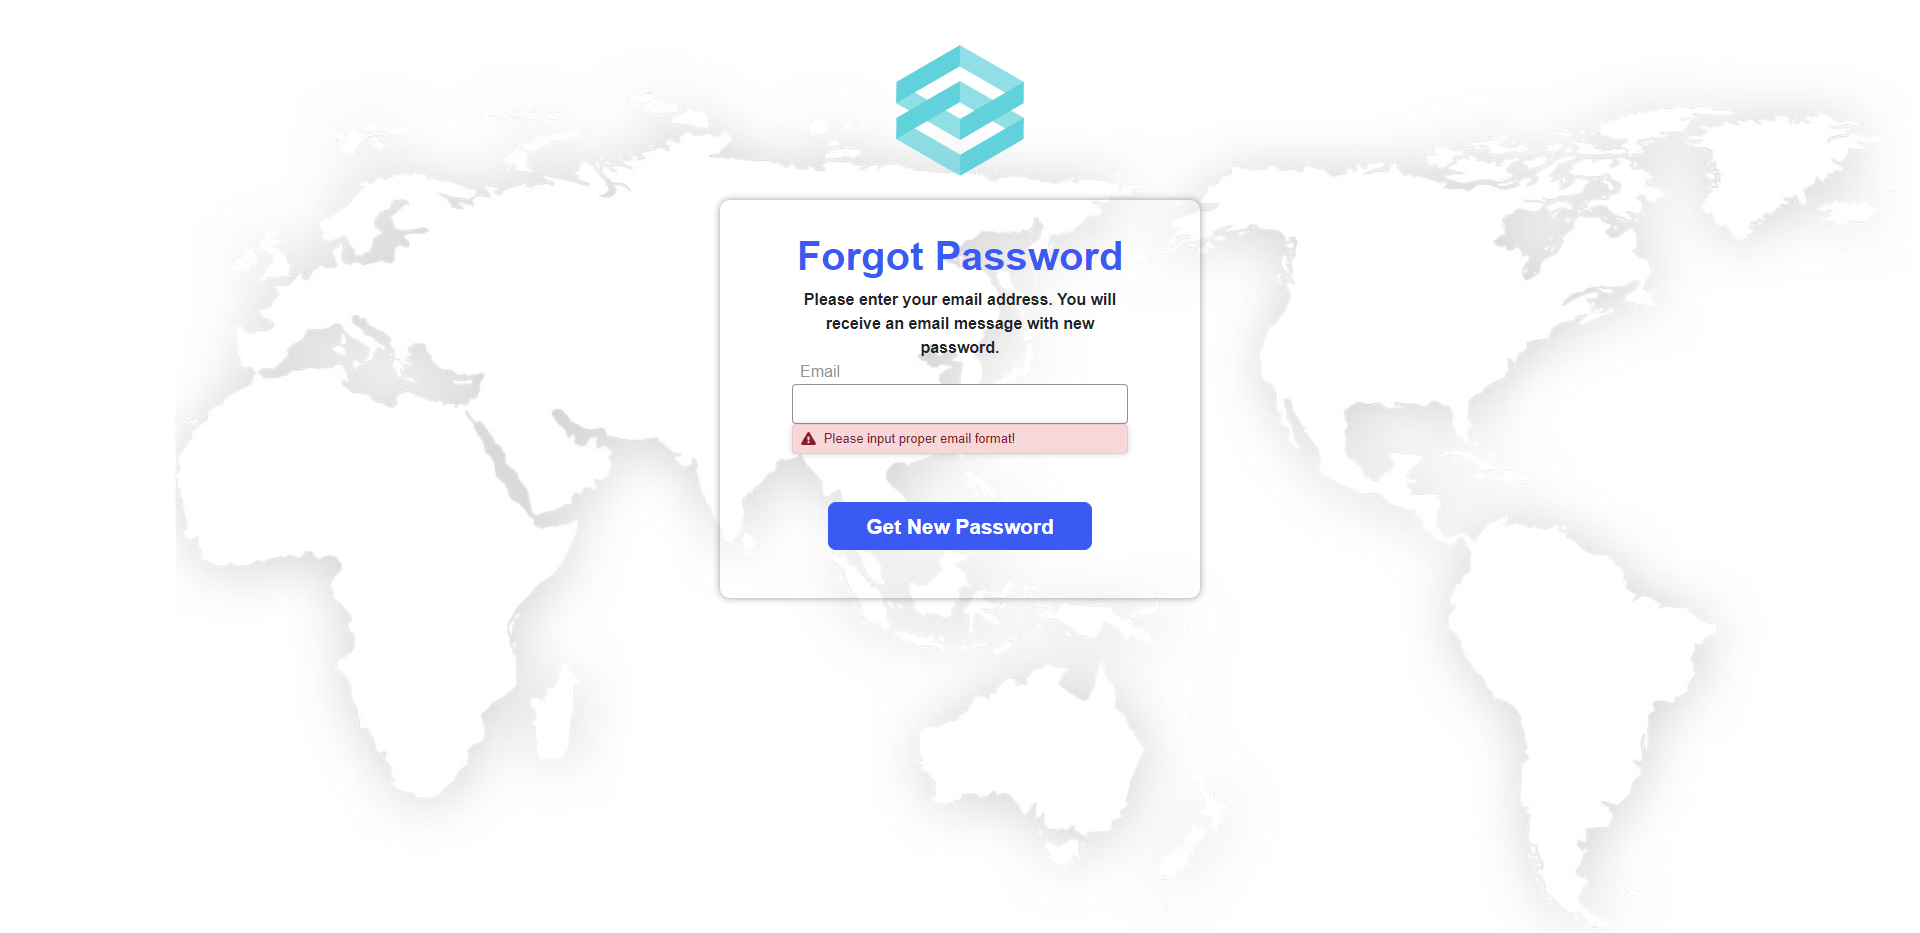 Forgot Password
Please enter your email address. You will
receive an email message with new
password.
Email
Please input proper email format!
Get New Password